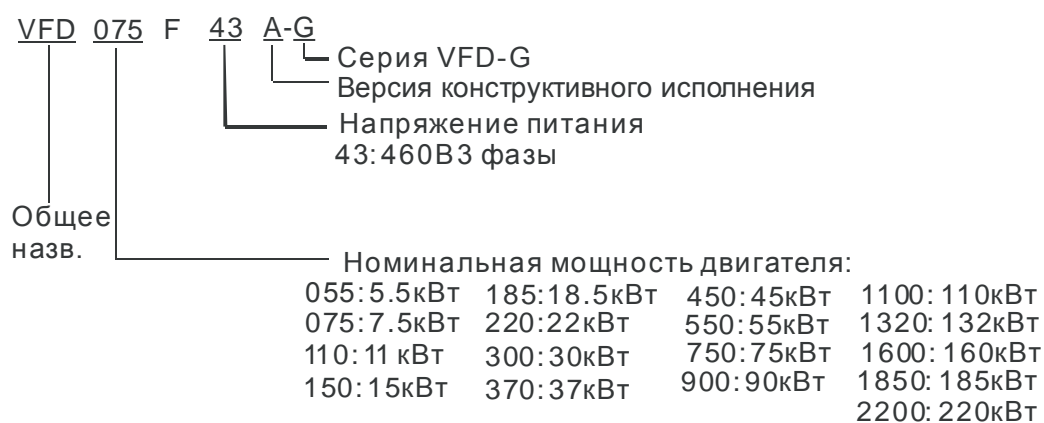 VFD 075 F 43 A-G
Серия VFD-G
Версия конструктивного исполнения
Напряжение питания
43:460В3 фазы
Общее
назв.
Номинальная мощность двигателя:
055:5.5кВт 185:18.5кВт 450:45кВт 1100:110кВт
075:7.5кВт 220:22кВт 550:55кВт 1320:132кВт
110:11 кВт 300:30кВт 750:75кВт 1600:160кВт
150:15кВт 370:37кВт 900:90кВт 1850:185кВт
2200:220кВт